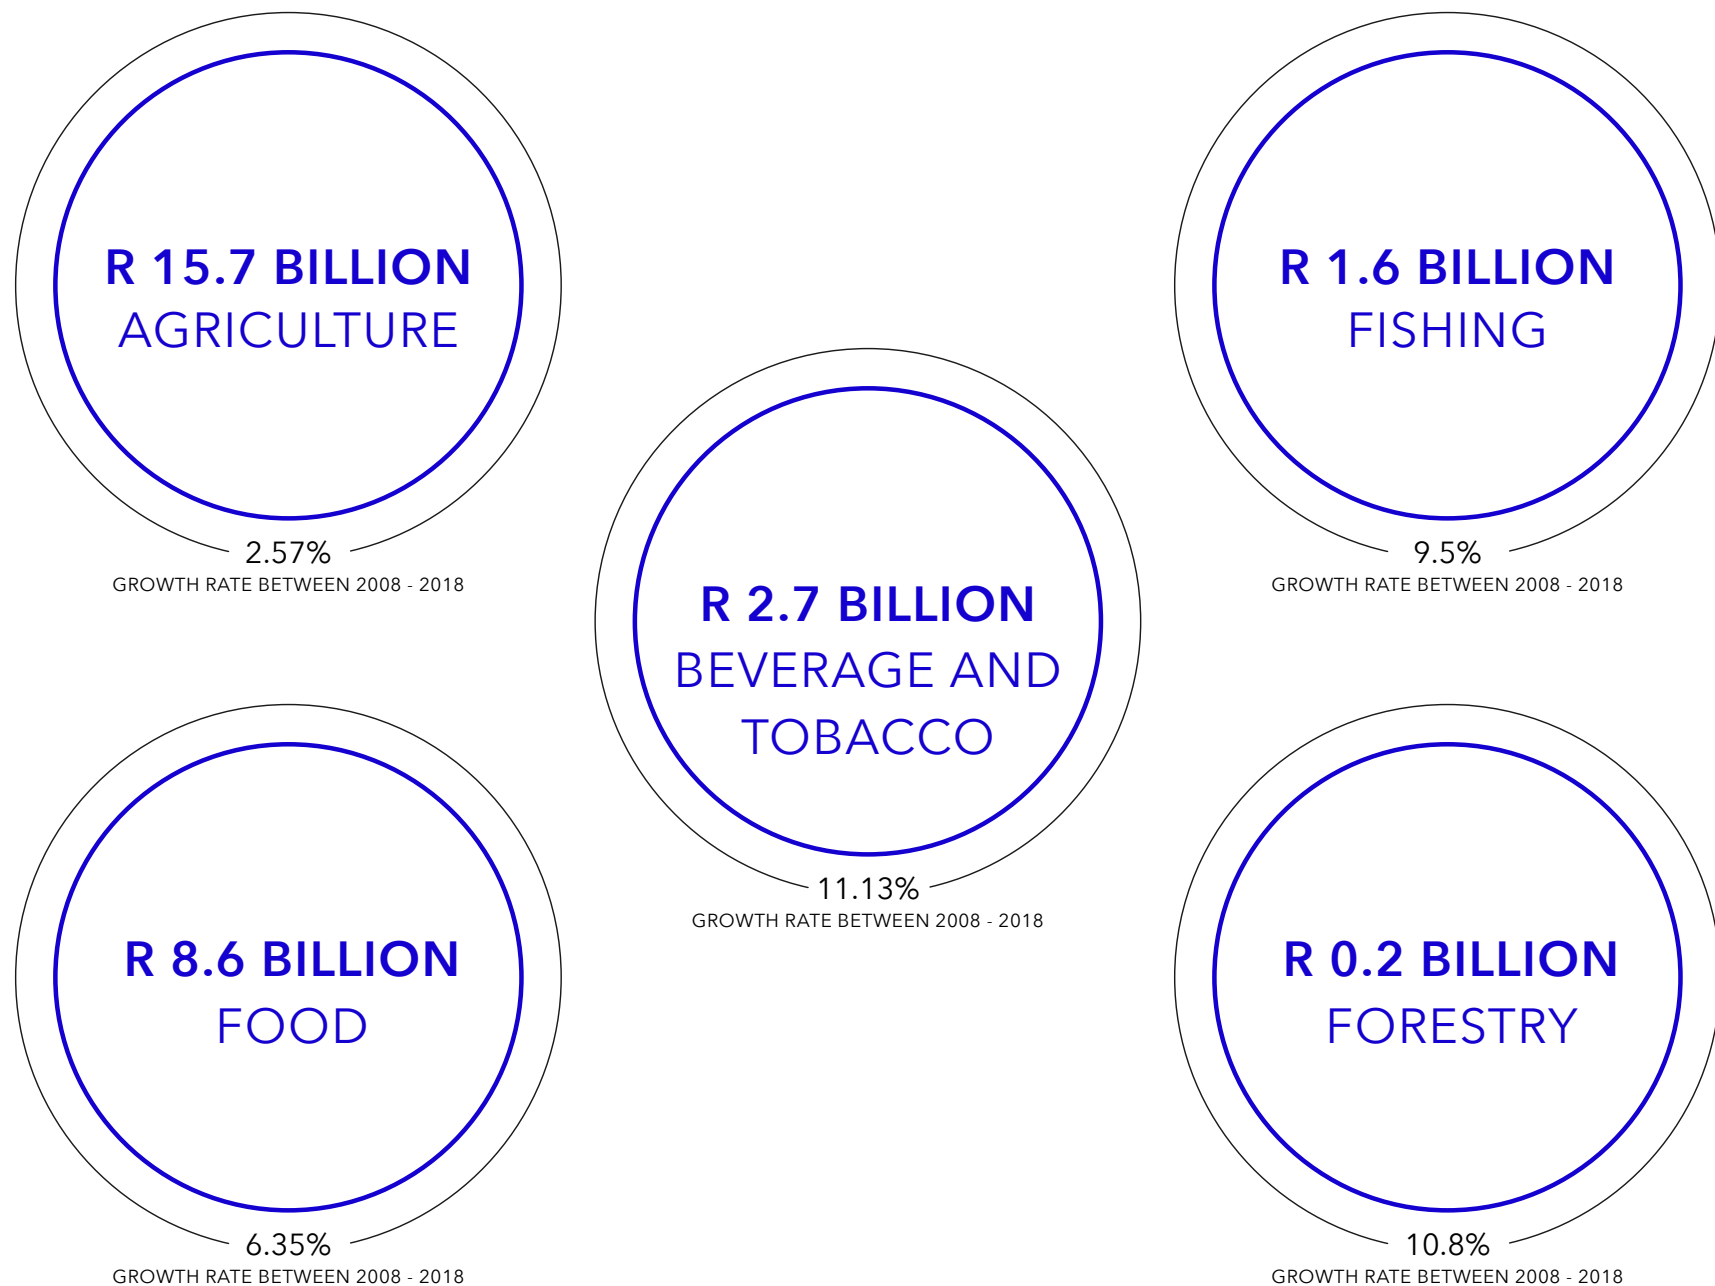 R 15.7 BILLION
AGRICULTURE
2.57%
GROWTH RATE BETWEEN 2008 - 2018
R 1.6 BILLION
FISHING
9.5%
GROWTH RATE BETWEEN 2008 - 2018
R 2.7 BILLION
BEVERAGE AND
TOBACCO
11.13%
GROWTH RATE BETWEEN 2008 - 2018
R 8.6 BILLION
FOOD
6.35%
GROWTH RATE BETWEEN 2008 - 2018
R 0.2 BILLION
FORESTRY
10.8%
GROWTH RATE BETWEEN 2008 - 2018